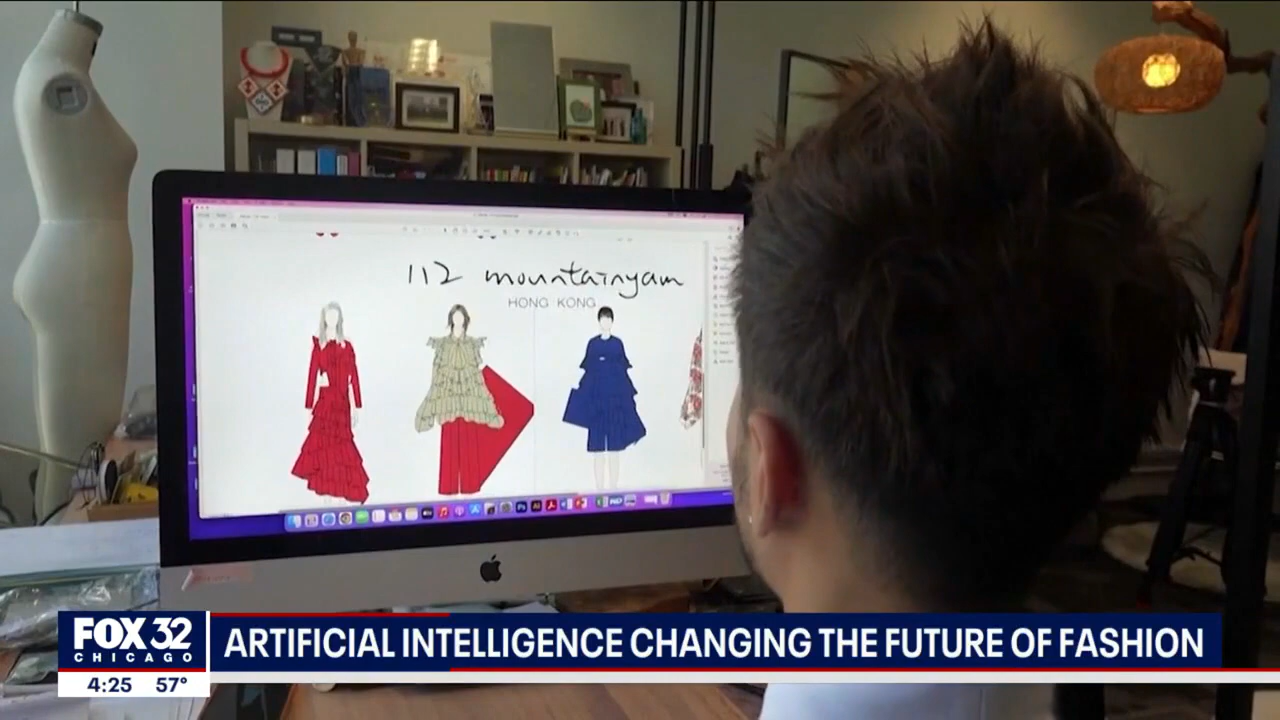 112 mountainyam
HONG KONG
FOX 32
CHICAGO
ARTIFICIAL INTELLIGENCE CHANGING THE FUTURE OF FASHION
4:25 57°